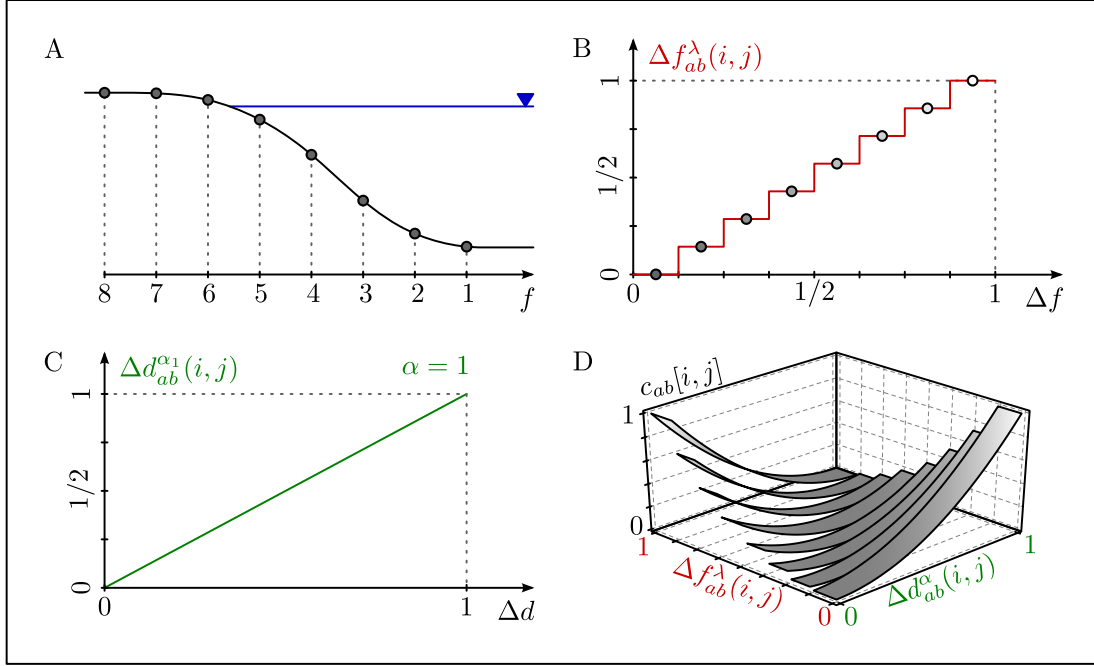 A
8 7 6 5 4 3 2 1 f
B
Δf^λ_ab(i, j)
1
1/2
0
0 1/2 1 Δf
C
Δd^α₁_ab(i, j)
α = 1
1
1/2
0
0 1 Δd
D
c_ab[i, j]
1
0
1
Δf^λ_ab(i, j)
0
0
Δd^α_ab(i, j)
1